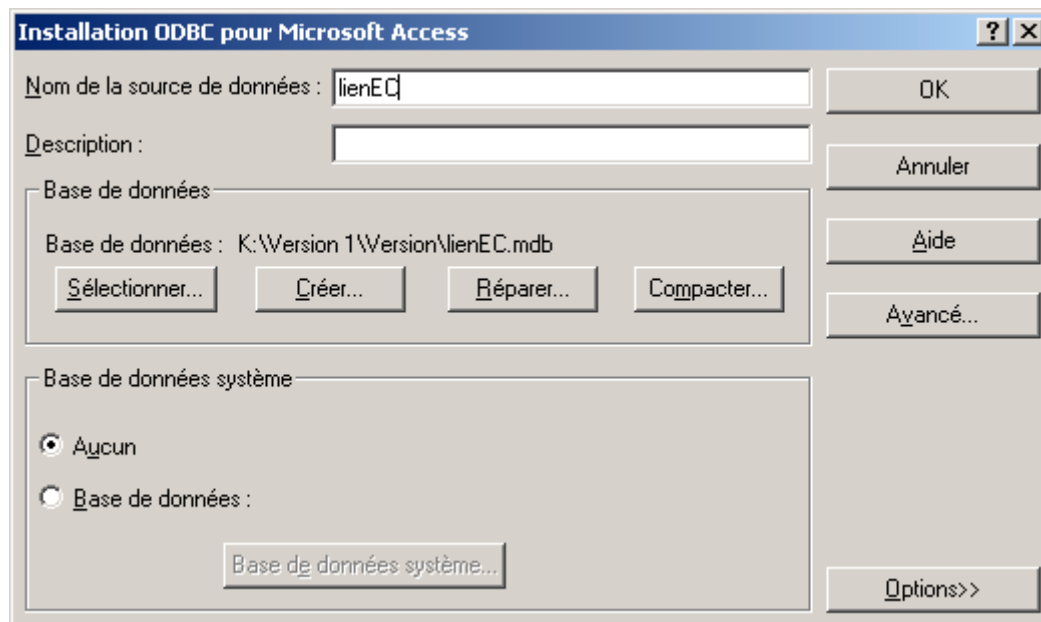 Installation ODBC pour Microsoft Access
Nom de la source de données : lienEC
OK
Description :
Annuler
Base de données
Base de données : K:\Version 1\Version\lienEC.mdb
Aide
Sélectionner... Créer... Réparer... Compacter...
Avancé...
Base de données système
Aucun
Base de données :
Base de données système...
Options>>